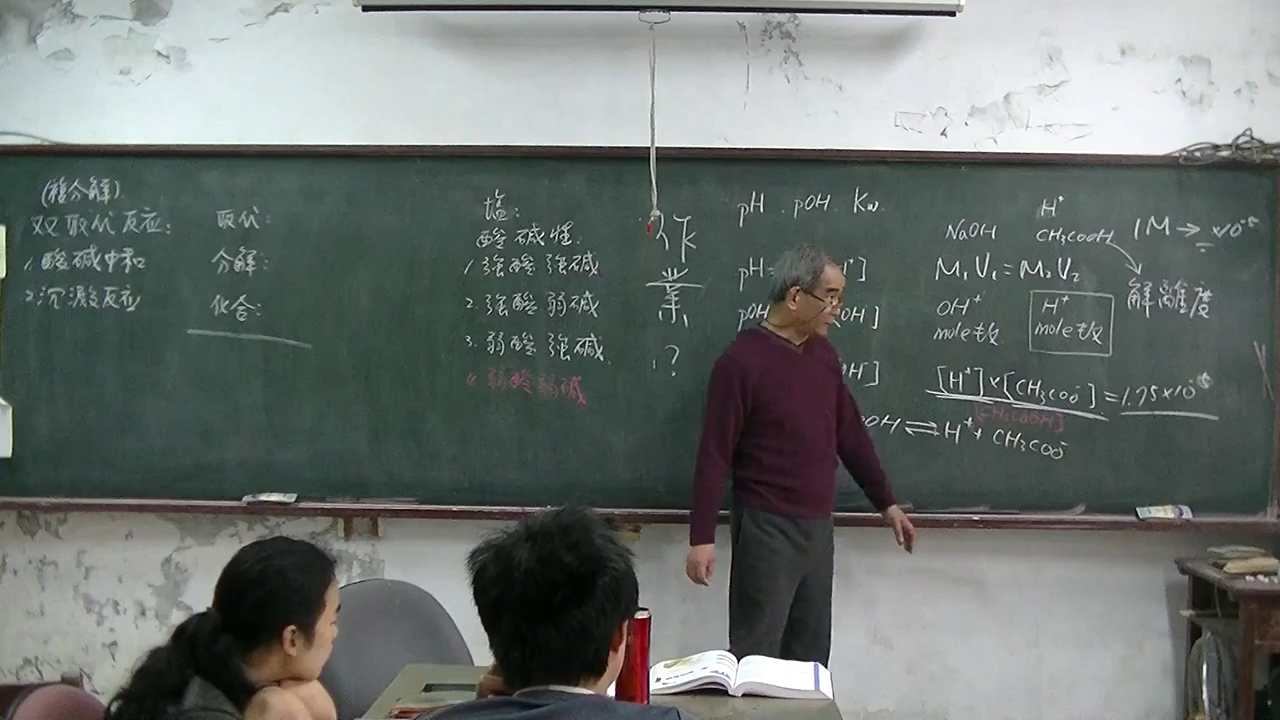 (複分解)
双取代反应:
1. 酸碱中和
2. 沉澱反应
取代:
分解:
化合:
塩:
酸碱性.
1. 強酸 強碱
2. 強酸 弱碱
3. 弱酸 強碱
4. 弱酸弱碱
作
業
?
pH . pOH. Kw.
pH=
+]
pOH
[OH]
OH]
OOH ⇌ H⁺ + CH₃COO⁻
NaOH
H⁺
CH₃COOH
1M →
M₁V₁ = M₂V₂
解離度
OH
mole数
H⁺
mole数
[H⁺]×[CH₃COO⁻] = 1.75×10
[CH₃COOH]